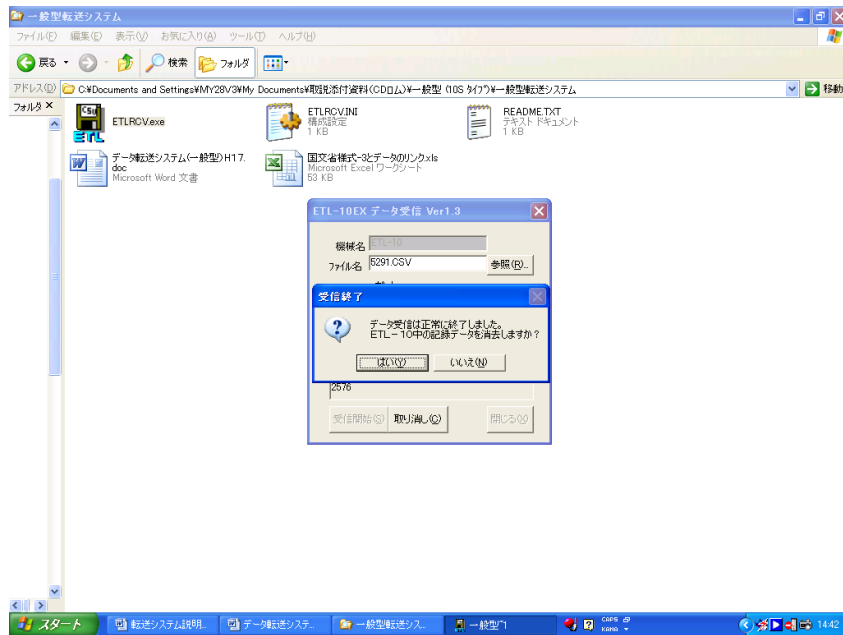 一般型転送システム
ファイル(F) 編集(E) 表示(V) お気に入り(A) ツール(T) ヘルプ(H)
戻る 検索 フォルダ
アドレス(D) C:¥Documents and Settings¥MY28V3¥My Documents¥取説添付資料(CDロム)¥一般型 (10S タイプ)¥一般型転送システム 移動
フォルダ
ETLRCV.exe
ETLRCV.INI
構成設定
1 KB
README.TXT
テキスト ドキュメント
1 KB
データ転送システム(一般型)H17.doc
Microsoft Word 文書
国交省様式-3とデータのリンク.xls
Microsoft Excel ワークシート
53 KB
ETL-10EX データ受信 Ver1.3
機械名 ETL-10
ファイル名 5291.CSV 参照(R)..
受信終了
データ受信は正常に終了しました。
ETL-10中の記録データを消去しますか?
はい(Y) いいえ(N)
2576
受信開始(S) 取り消し(C) 閉じる(X)
スタート 転送システム説明... データ転送システ... 一般型転送シス... 一般型ﾍ1 CAPS KANA 14:42